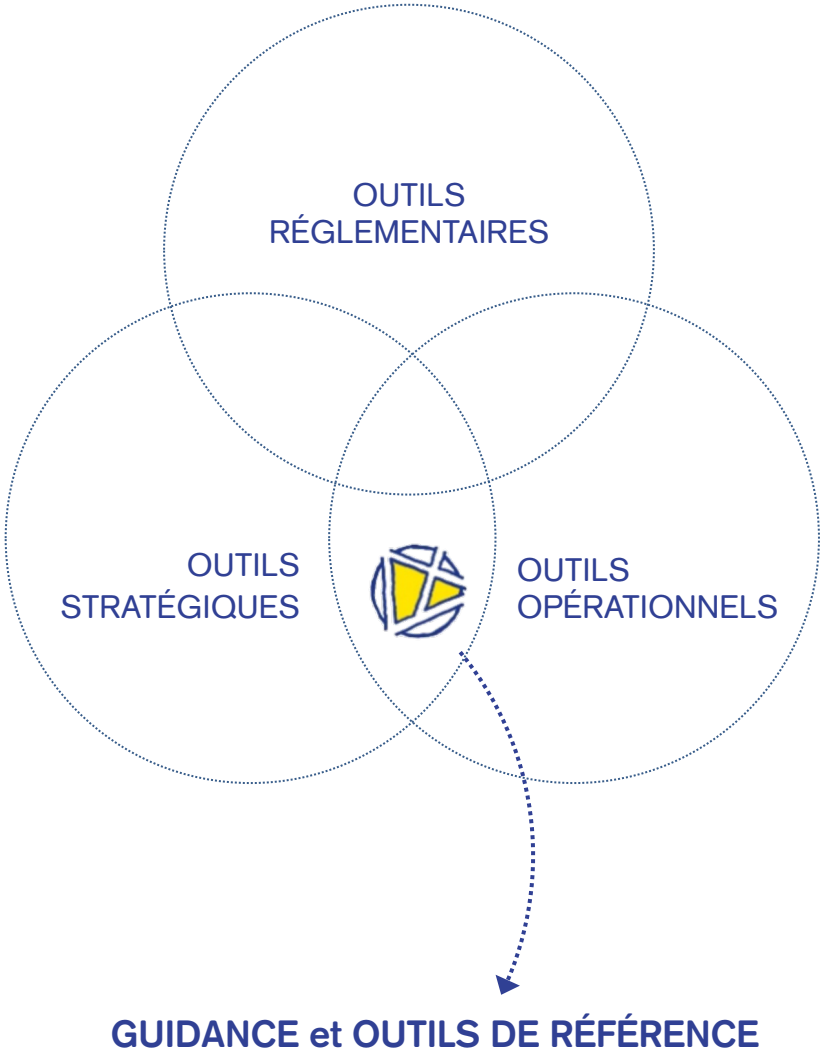 OUTILS
RÉGLEMENTAIRES
OUTILS
STRATÉGIQUES
OUTILS
OPÉRATIONNELS
GUIDANCE et OUTILS DE RÉFÉRENCE